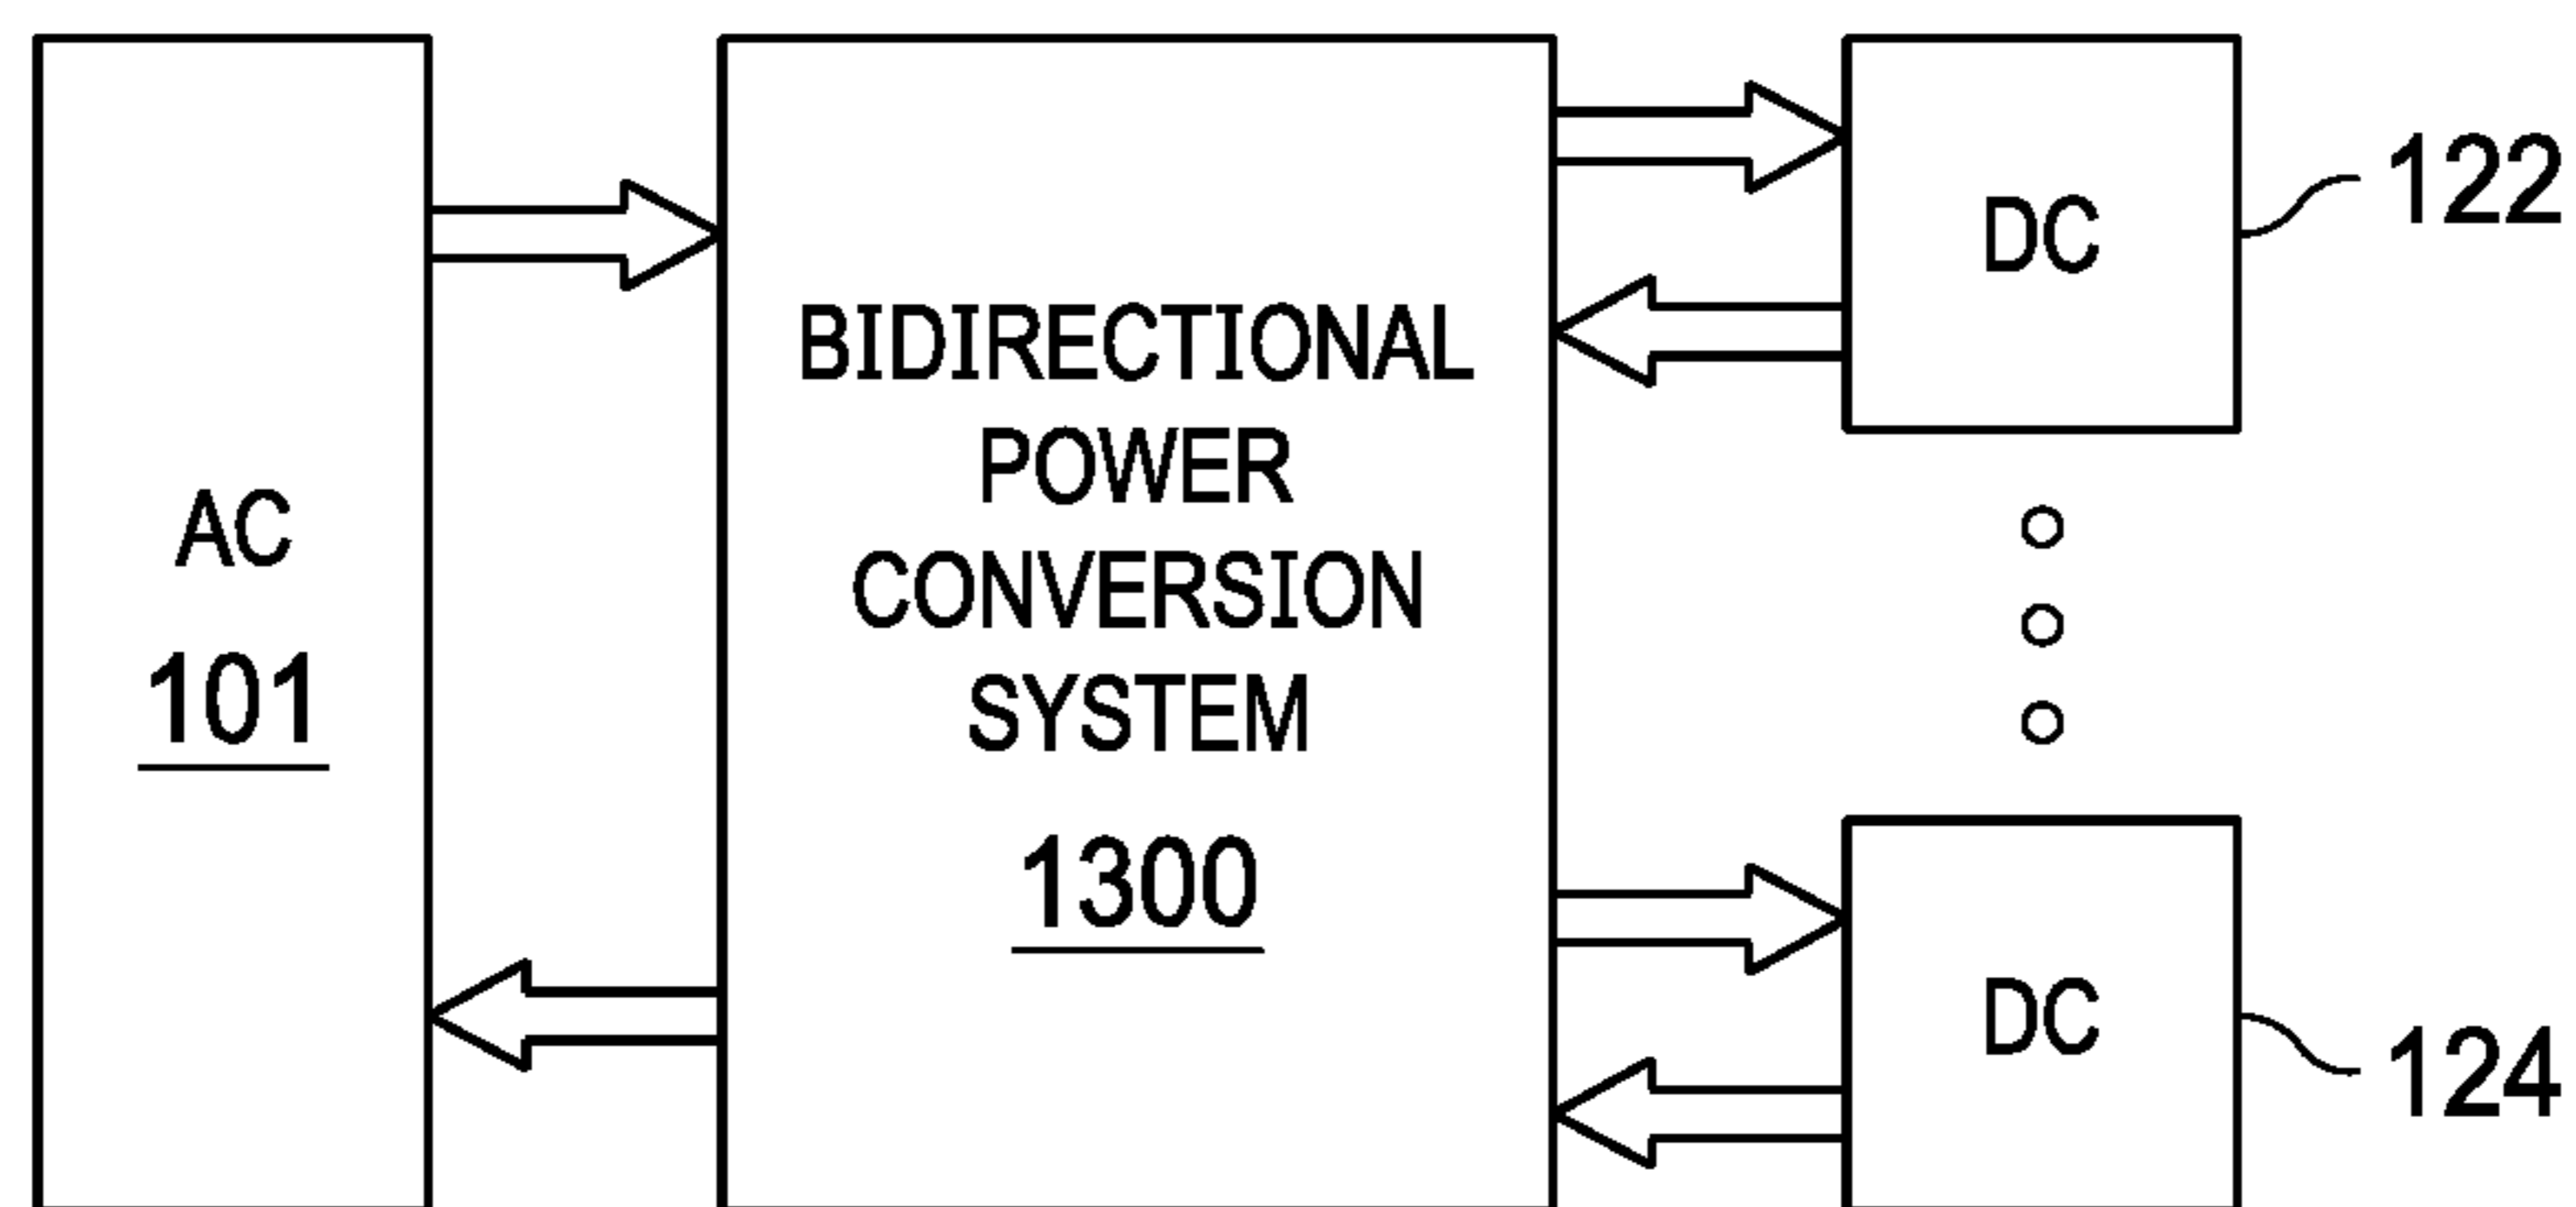 AC
101
BIDIRECTIONAL
POWER
CONVERSION
SYSTEM
1300
DC
122
DC
124